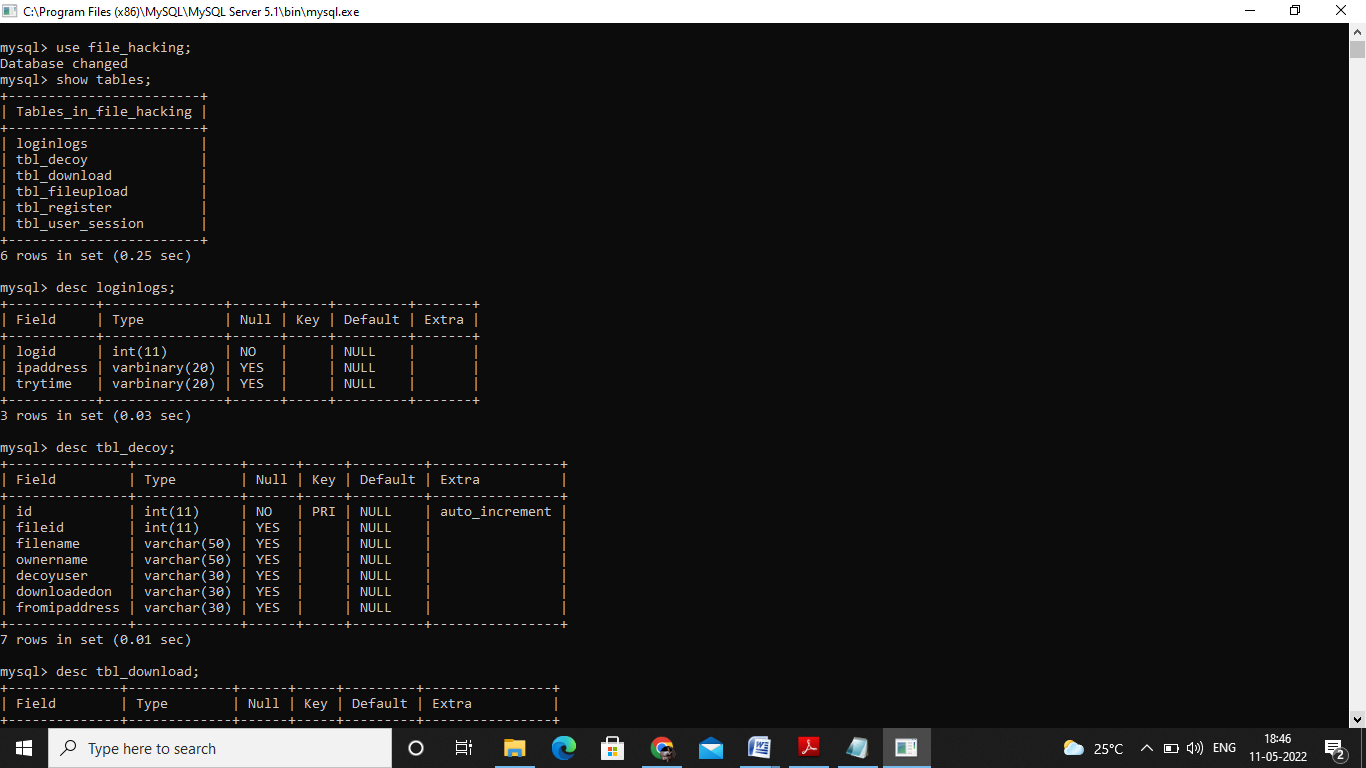 C:\Program Files (x86)\MySQL\MySQL Server 5.1\bin\mysql.exe
mysql> use file_hacking;
Database changed
mysql> show tables;
+------------------------+
| Tables_in_file_hacking |
+------------------------+
| loginlogs              |
| tbl_decoy              |
| tbl_download           |
| tbl_fileupload         |
| tbl_register           |
| tbl_user_session       |
+------------------------+
6 rows in set (0.25 sec)
mysql> desc loginlogs;
+-----------+---------------+------+-----+---------+-------+
| Field     | Type          | Null | Key | Default | Extra |
+-----------+---------------+------+-----+---------+-------+
| logid     | int(11)       | NO   |     | NULL    |       |
| ipaddress | varbinary(20) | YES  |     | NULL    |       |
| trytime   | varbinary(20) | YES  |     | NULL    |       |
+-----------+---------------+------+-----+---------+-------+
3 rows in set (0.03 sec)
mysql> desc tbl_decoy;
+---------------+-------------+------+-----+---------+----------------+
| Field         | Type        | Null | Key | Default | Extra          |
+---------------+-------------+------+-----+---------+----------------+
| id            | int(11)     | NO   | PRI | NULL    | auto_increment |
| fileid        | int(11)     | YES  |     | NULL    |                |
| filename      | varchar(50) | YES  |     | NULL    |                |
| ownername     | varchar(50) | YES  |     | NULL    |                |
| decoyuser     | varchar(30) | YES  |     | NULL    |                |
| downloadedon  | varchar(30) | YES  |     | NULL    |                |
| fromipaddress | varchar(30) | YES  |     | NULL    |                |
+---------------+-------------+------+-----+---------+----------------+
7 rows in set (0.01 sec)
mysql> desc tbl_download;
+--------------+-------------+------+-----+---------+----------------+
| Field        | Type        | Null | Key | Default | Extra          |
+--------------+-------------+------+-----+---------+----------------+
Type here to search
25°C
ENG
18:46
11-05-2022
2